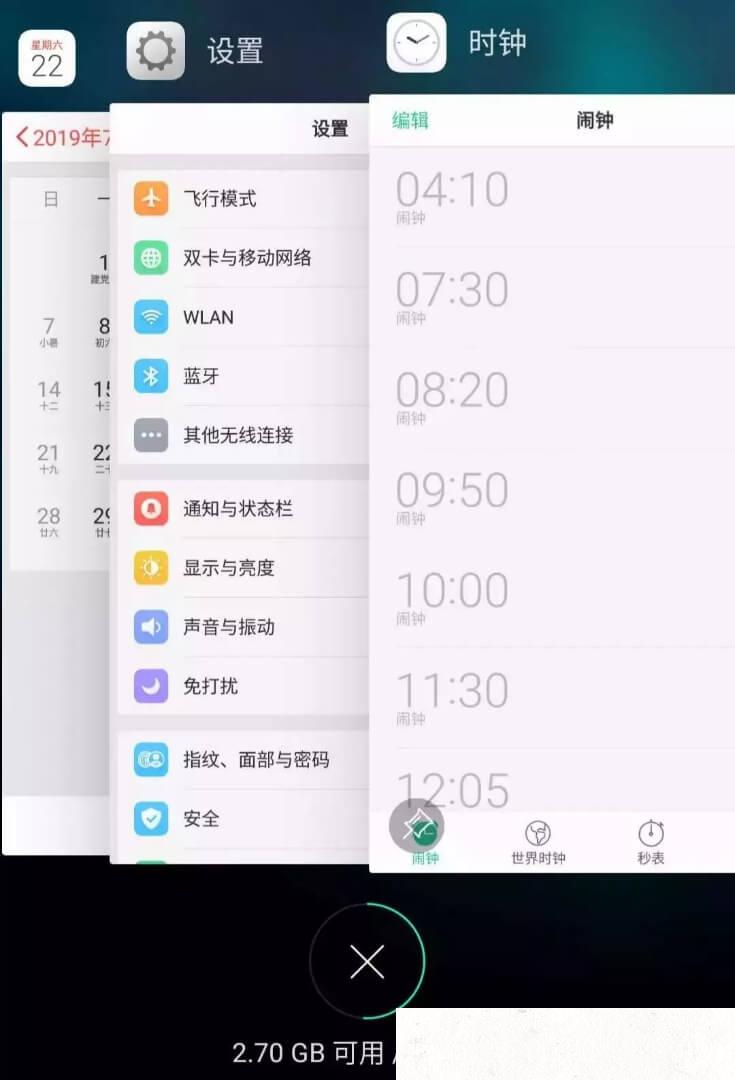 星期六
22
设置
时钟
2019年7
日 一
1
建党
7 8
小暑 初六
14 15
十二 十三
21 22
十九 二十
28 29
廿六 廿七
设置
飞行模式
双卡与移动网络
WLAN
蓝牙
其他无线连接
通知与状态栏
显示与亮度
声音与振动
免打扰
指纹、面部与密码
安全
编辑 闹钟
04:10
闹钟
07:30
闹钟
08:20
闹钟
09:50
闹钟
10:00
闹钟
11:30
闹钟
12:05
闹钟 世界时钟 秒表
2.70 GB 可用 /